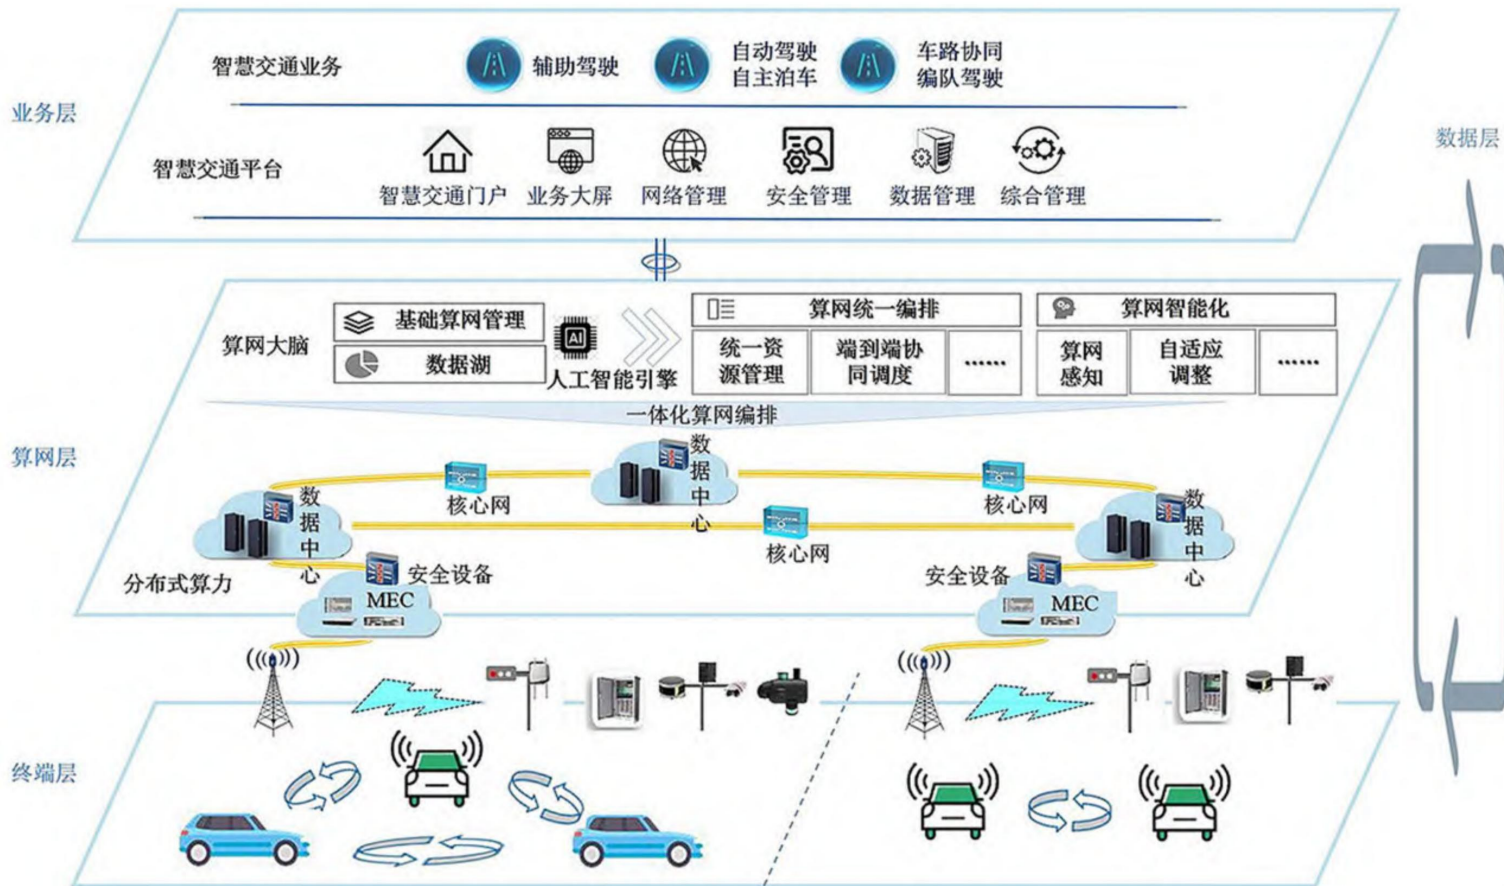 智慧交通业务
辅助驾驶
自动驾驶
自主泊车
车路协同
编队驾驶
业务层
数据层
智慧交通平台
智慧交通门户
业务大屏
网络管理
安全管理
数据管理
综合管理
算网大脑
基础算网管理
数据湖
AI
人工智能引擎
算网统一编排
统一资
源管理
端到端协
同调度
……
算网智能化
算网
感知
自适应
调整
……
一体化算网编排
算网层
数据中心
核心网
数据中心
核心网
数据中心
核心网
分布式算力
安全设备
MEC
安全设备
MEC
终端层